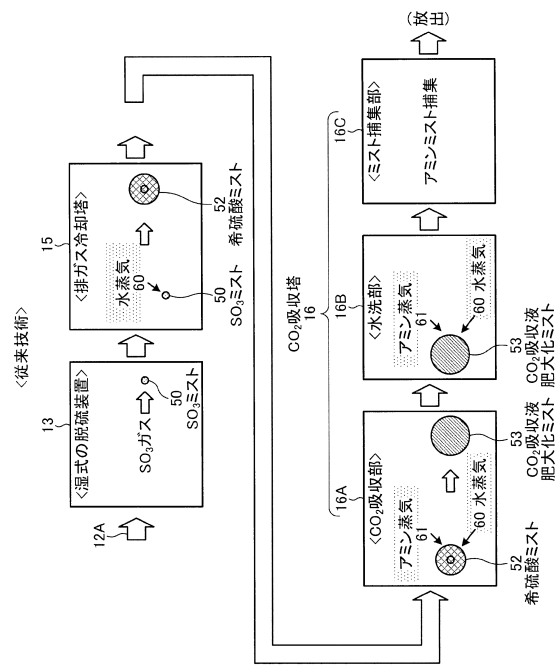 <従来技術>
13
<湿式の脱硫装置>
12A
SO3ガス
50
SO3ミスト
15
<排ガス冷却塔>
水蒸気
60
50
SO3ミスト
52
希硫酸ミスト
CO2吸収塔
16
16A
<CO2吸収部>
アミン蒸気
61
60 水蒸気
52
希硫酸ミスト
53
CO2吸収液
肥大化ミスト
16B
<水洗部>
アミン蒸気
61
60 水蒸気
53
CO2吸収液
肥大化ミスト
16C
<ミスト捕集部>
アミンミスト捕集
(放出)